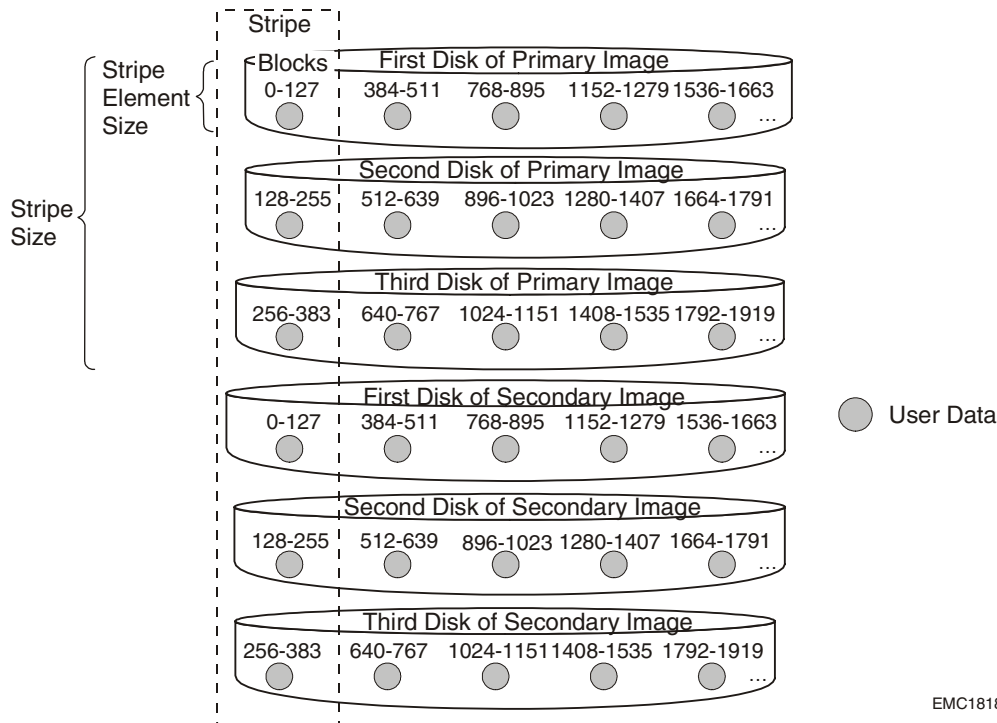 Stripe
Blocks First Disk of Primary Image
Stripe
Element
Size
0-127 384-511 768-895 1152-1279 1536-1663
...
Second Disk of Primary Image
128-255 512-639 896-1023 1280-1407 1664-1791
...
Stripe
Size
Third Disk of Primary Image
256-383 640-767 1024-1151 1408-1535 1792-1919
...
First Disk of Secondary Image
0-127 384-511 768-895 1152-1279 1536-1663
...
User Data
Second Disk of Secondary Image
128-255 512-639 896-1023 1280-1407 1664-1791
...
Third Disk of Secondary Image
256-383 640-767 1024-1151 1408-1535 1792-1919
...
EMC1818